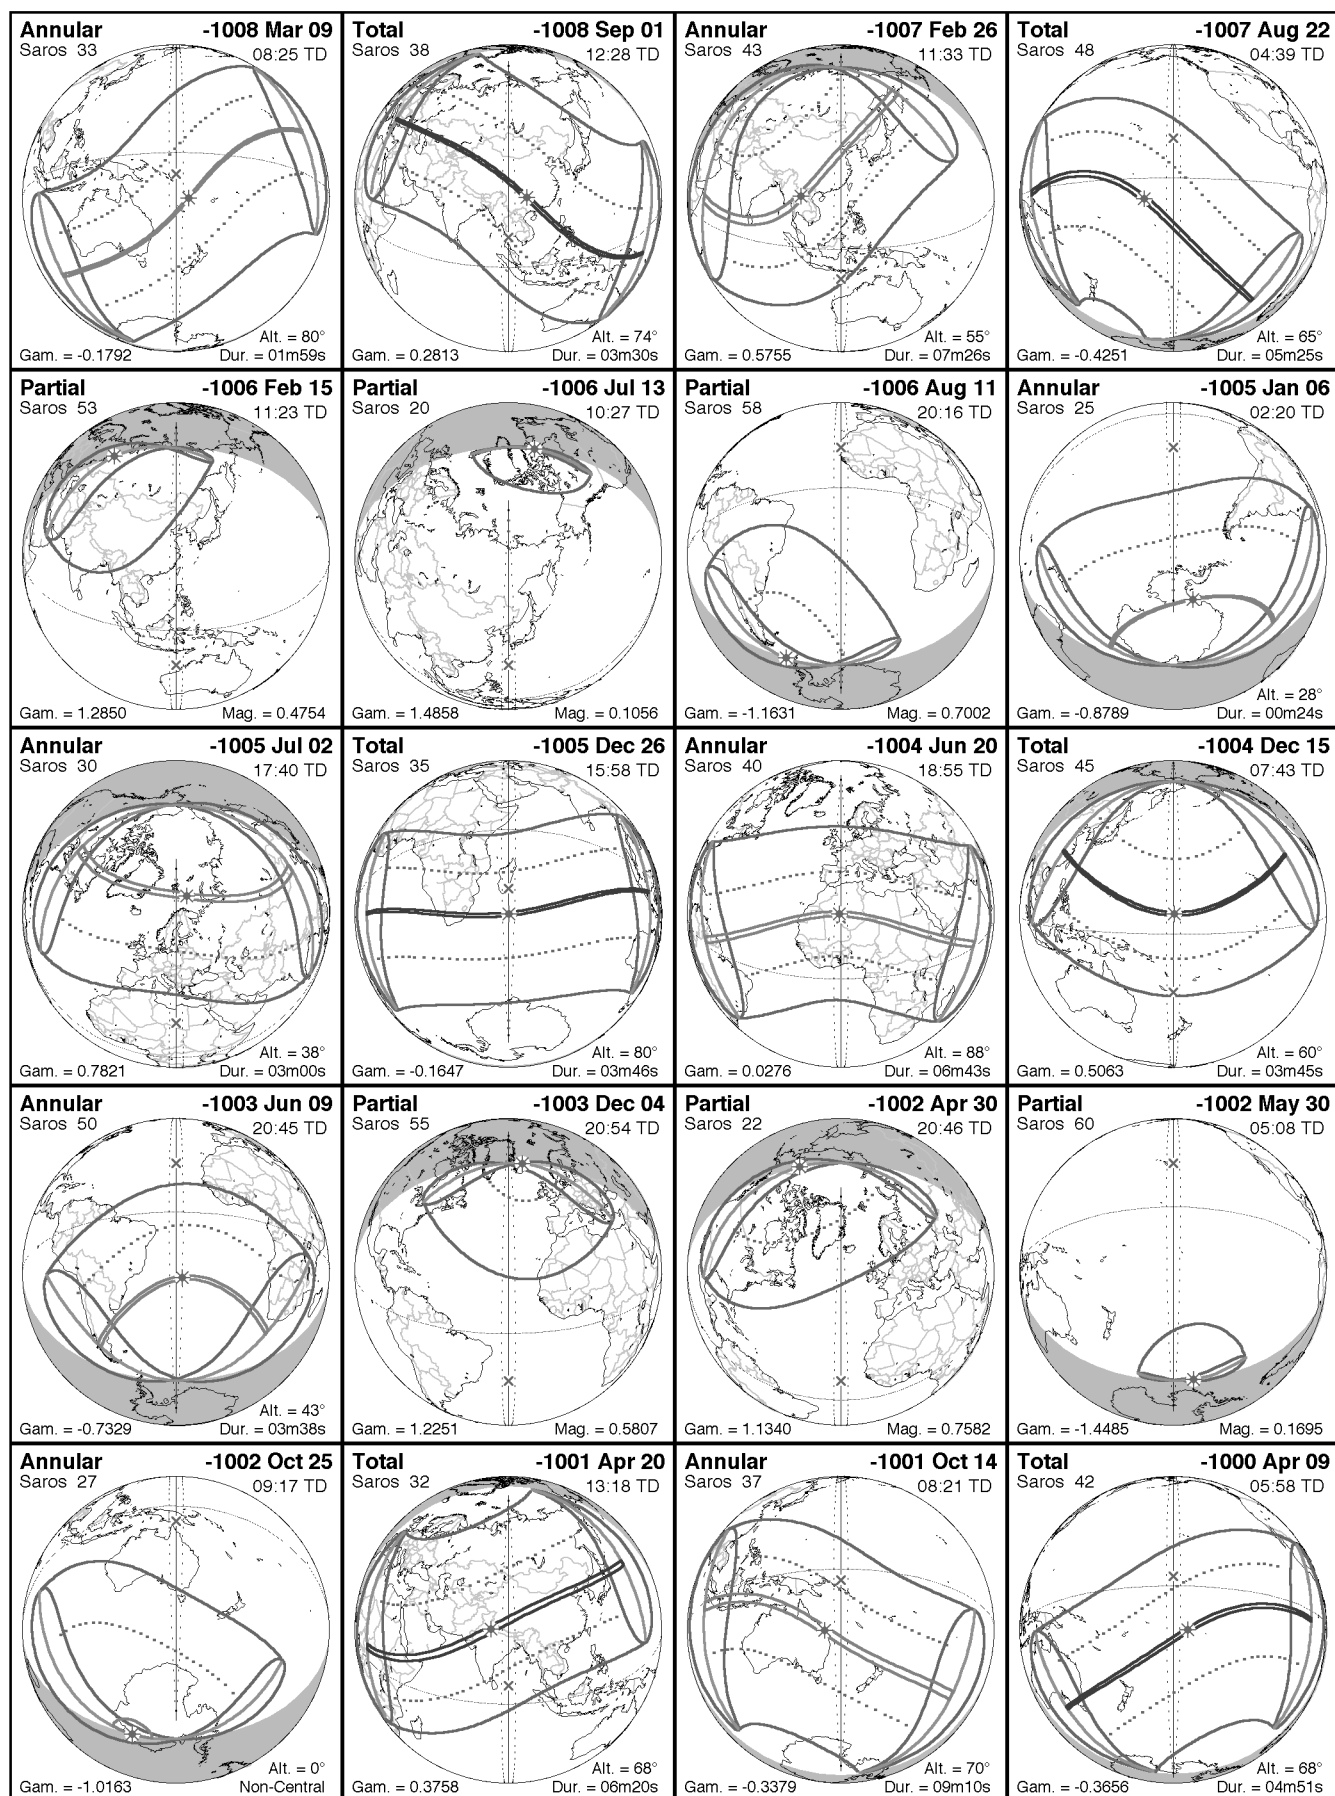 Annular -1008 Mar 09
Saros 33 08:25 TD
Alt. = 80°
Gam. = -0.1792 Dur. = 01m59s
Total -1008 Sep 01
Saros 38 12:28 TD
Alt. = 74°
Gam. = 0.2813 Dur. = 03m30s
Annular -1007 Feb 26
Saros 43 11:33 TD
Alt. = 55°
Gam. = 0.5755 Dur. = 07m26s
Total -1007 Aug 22
Saros 48 04:39 TD
Alt. = 65°
Gam. = -0.4251 Dur. = 05m25s
Partial -1006 Feb 15
Saros 53 11:23 TD
Gam. = 1.2850 Mag. = 0.4754
Partial -1006 Jul 13
Saros 20 10:27 TD
Gam. = 1.4858 Mag. = 0.1056
Partial -1006 Aug 11
Saros 58 20:16 TD
Gam. = -1.1631 Mag. = 0.7002
Annular -1005 Jan 06
Saros 25 02:20 TD
Alt. = 28°
Gam. = -0.8789 Dur. = 00m24s
Annular -1005 Jul 02
Saros 30 17:40 TD
Alt. = 38°
Gam. = 0.7821 Dur. = 03m00s
Total -1005 Dec 26
Saros 35 15:58 TD
Alt. = 80°
Gam. = -0.1647 Dur. = 03m46s
Annular -1004 Jun 20
Saros 40 18:55 TD
Alt. = 88°
Gam. = 0.0276 Dur. = 06m43s
Total -1004 Dec 15
Saros 45 07:43 TD
Alt. = 60°
Gam. = 0.5063 Dur. = 03m45s
Annular -1003 Jun 09
Saros 50 20:45 TD
Alt. = 43°
Gam. = -0.7329 Dur. = 03m38s
Partial -1003 Dec 04
Saros 55 20:54 TD
Gam. = 1.2251 Mag. = 0.5807
Partial -1002 Apr 30
Saros 22 20:46 TD
Gam. = 1.1340 Mag. = 0.7582
Partial -1002 May 30
Saros 60 05:08 TD
Gam. = -1.4485 Mag. = 0.1695
Annular -1002 Oct 25
Saros 27 09:17 TD
Alt. = 0°
Gam. = -1.0163 Non-Central
Total -1001 Apr 20
Saros 32 13:18 TD
Alt. = 68°
Gam. = 0.3758 Dur. = 06m20s
Annular -1001 Oct 14
Saros 37 08:21 TD
Alt. = 70°
Gam. = -0.3379 Dur. = 09m10s
Total -1000 Apr 09
Saros 42 05:58 TD
Alt. = 68°
Gam. = -0.3656 Dur. = 04m51s